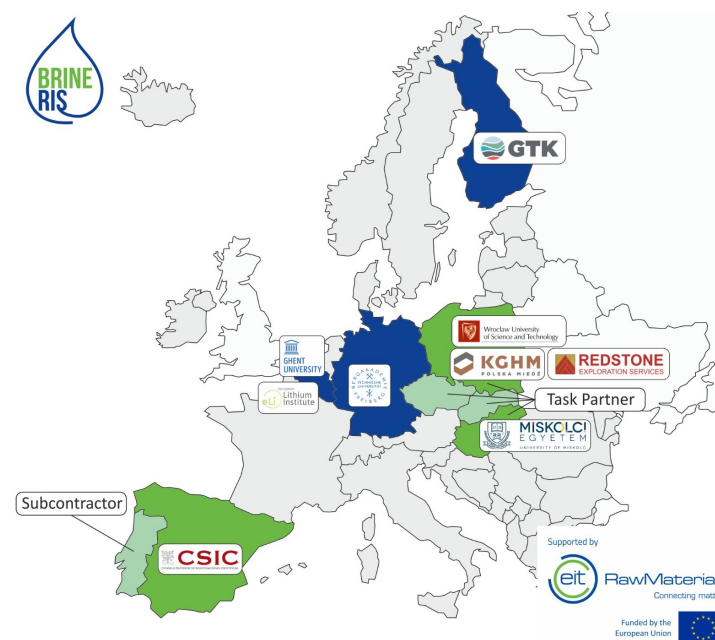 BRINE
RIS
GTK
Wrocław University
of Science and Technology
GHENT
UNIVERSITY
KGHM
POLSKA MIEDŹ
REDSTONE
EXPLORATION SERVICES
eLi
Lithium
Institute
Task Partner
MISKOLCI
EGYETEM
UNIVERSITY OF MISKOLC
Subcontractor
CSIC
Supported by
eit
RawMateria
Connecting matt
Funded by the
European Union